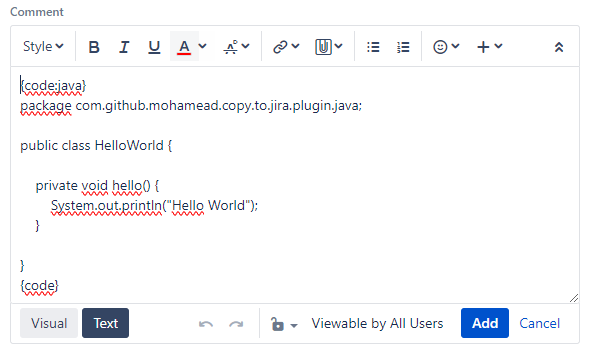 Comment
Style B I U A
{code:java}
package com.github.mohamead.copy.to.jira.plugin.java;
public class HelloWorld {
private void hello() {
System.out.println("Hello World");
}
}
{code}
Visual Text Viewable by All Users Add Cancel